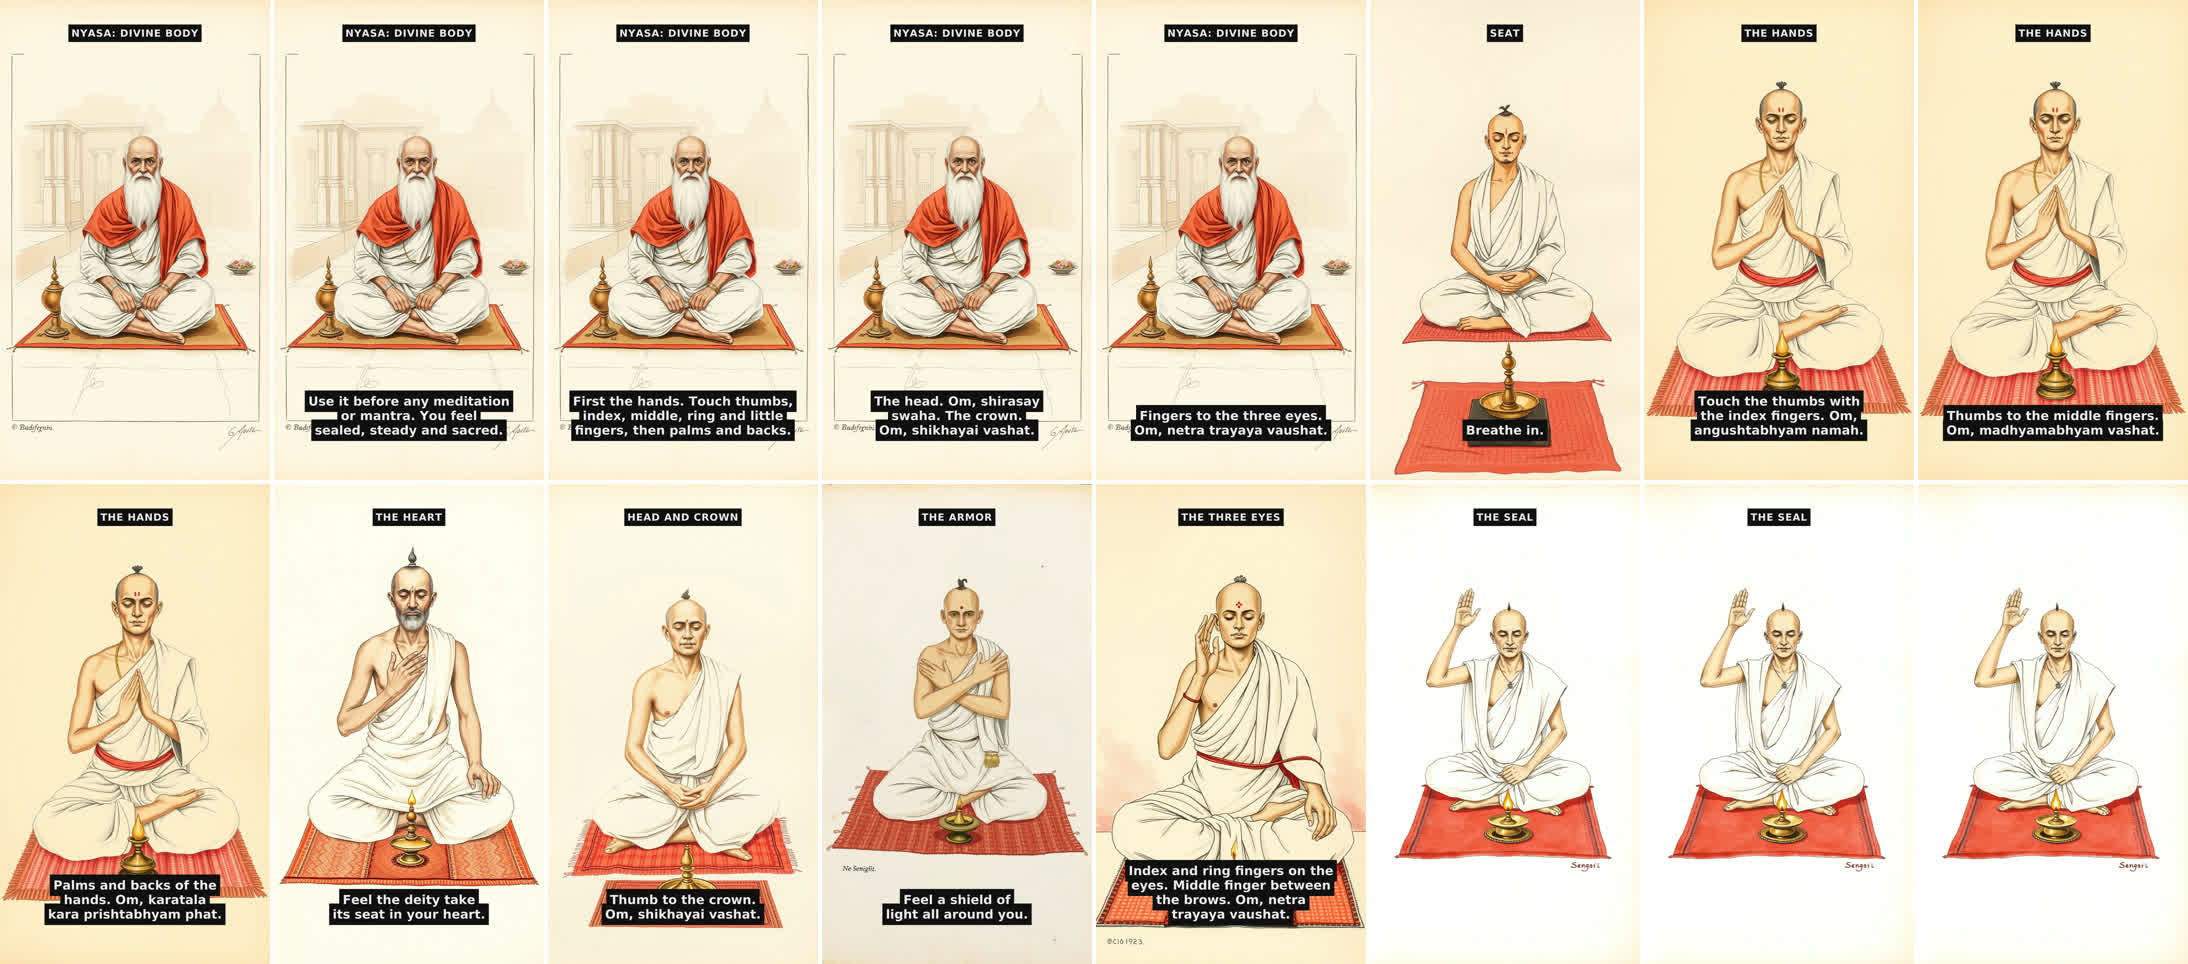 NYASA: DIVINE BODY
© Badifrgnbi.
NYASA: DIVINE BODY
Use it before any meditation
or mantra. You feel
sealed, steady and sacred.
NYASA: DIVINE BODY
First the hands. Touch thumbs,
index, middle, ring and little
fingers, then palms and backs.
NYASA: DIVINE BODY
The head. Om, shirasay
swaha. The crown.
Om, shikhayai vashat.
NYASA: DIVINE BODY
Fingers to the three eyes.
Om, netra trayaya vaushat.
SEAT
Breathe in.
THE HANDS
Touch the thumbs with
the index fingers. Om,
angushtabhyam namah.
THE HANDS
Thumbs to the middle fingers.
Om, madhyamabhyam vashat.
THE HANDS
Palms and backs of the
hands. Om, karatala
kara prishtabhyam phat.
THE HEART
Feel the deity take
its seat in your heart.
HEAD AND CROWN
Thumb to the crown.
Om, shikhayai vashat.
THE ARMOR
Ne Seniglit.
Feel a shield of
light all around you.
THE THREE EYES
Index and ring fingers on the
eyes. Middle finger between
the brows. Om, netra
trayaya vaushat.
THE SEAL
Sengsii
THE SEAL
Sengsii
Sengsii